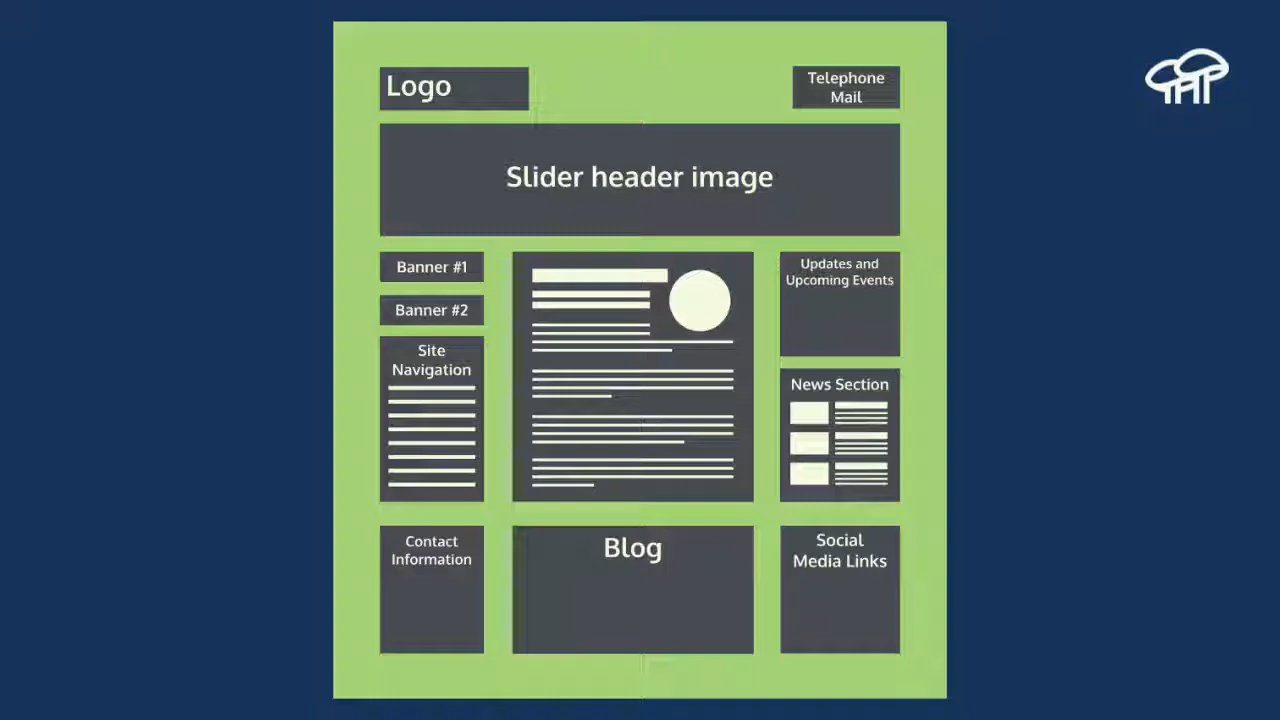 Logo
Telephone
Mail
Slider header image
Banner #1
Banner #2
Site
Navigation
Updates and
Upcoming Events
News Section
Contact
Information
Blog
Social
Media Links